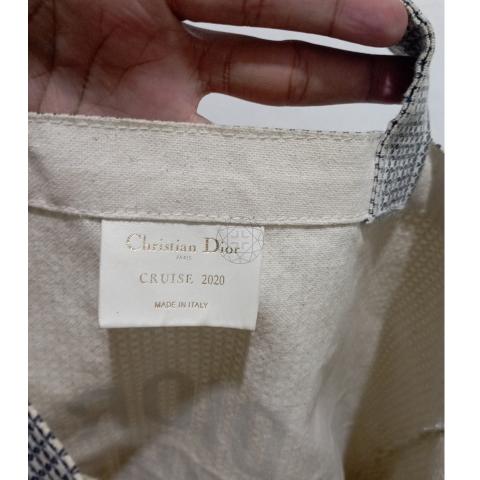 Christian Dior
PARIS
CRUISE 2020
MADE IN ITALY